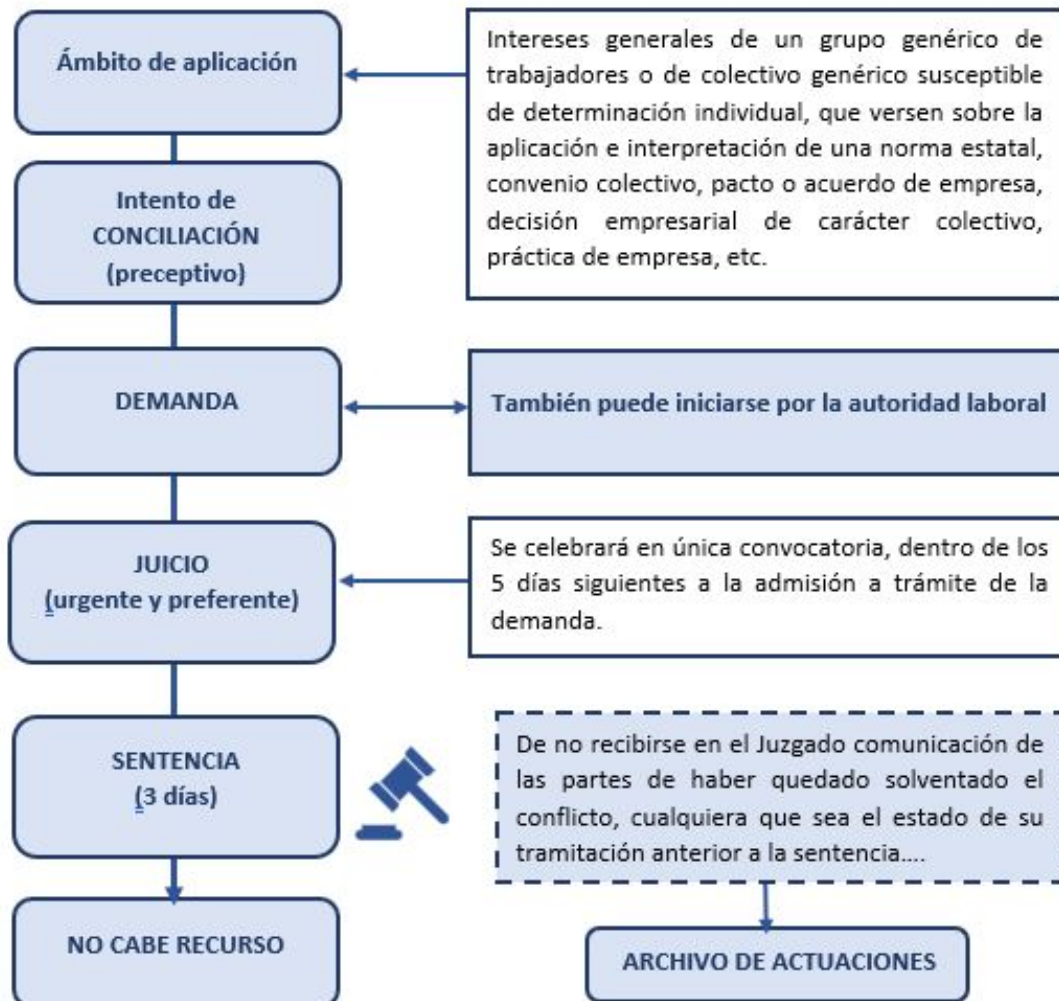 Ámbito de aplicación
Intereses generales de un grupo genérico de
trabajadores o de colectivo genérico susceptible
de determinación individual, que versen sobre la
aplicación e interpretación de una norma estatal,
convenio colectivo, pacto o acuerdo de empresa,
decisión empresarial de carácter colectivo,
práctica de empresa, etc.
Intento de
CONCILIACIÓN
(preceptivo)
DEMANDA
También puede iniciarse por la autoridad laboral
JUICIO
(urgente y preferente)
Se celebrará en única convocatoria, dentro de los
5 días siguientes a la admisión a trámite de la
demanda.
SENTENCIA
(3 días)
De no recibirse en el Juzgado comunicación de
las partes de haber quedado solventado el
conflicto, cualquiera que sea el estado de su
tramitación anterior a la sentencia....
NO CABE RECURSO
ARCHIVO DE ACTUACIONES